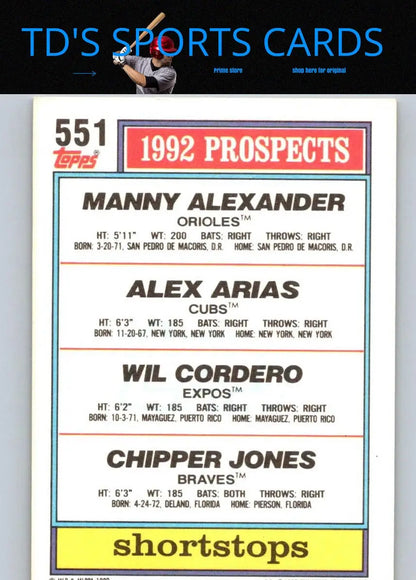 TD'S SPORTS CARDS
prime store
shop here for original
551
Topps®
1992 PROSPECTS
MANNY ALEXANDER
ORIOLES™
HT: 5'11" WT: 200 BATS: RIGHT THROWS: RIGHT
BORN: 3-20-71, SAN PEDRO DE MACORIS, D.R. HOME: SAN PEDRO DE MACORIS, D.R.
ALEX ARIAS
CUBS™
HT: 6'3" WT: 185 BATS: RIGHT THROWS: RIGHT
BORN: 11-20-67, NEW YORK, NEW YORK HOME: NEW YORK, NEW YORK
WIL CORDERO
EXPOS™
HT: 6'2" WT: 185 BATS: RIGHT THROWS: RIGHT
BORN: 10-3-71, MAYAGUEZ, PUERTO RICO HOME: MAYAGUEZ, PUERTO RICO
CHIPPER JONES
BRAVES™
HT: 6'3" WT: 185 BATS: BOTH THROWS: RIGHT
BORN: 4-24-72, DELAND, FLORIDA HOME: PIERSON, FLORIDA
shortstops